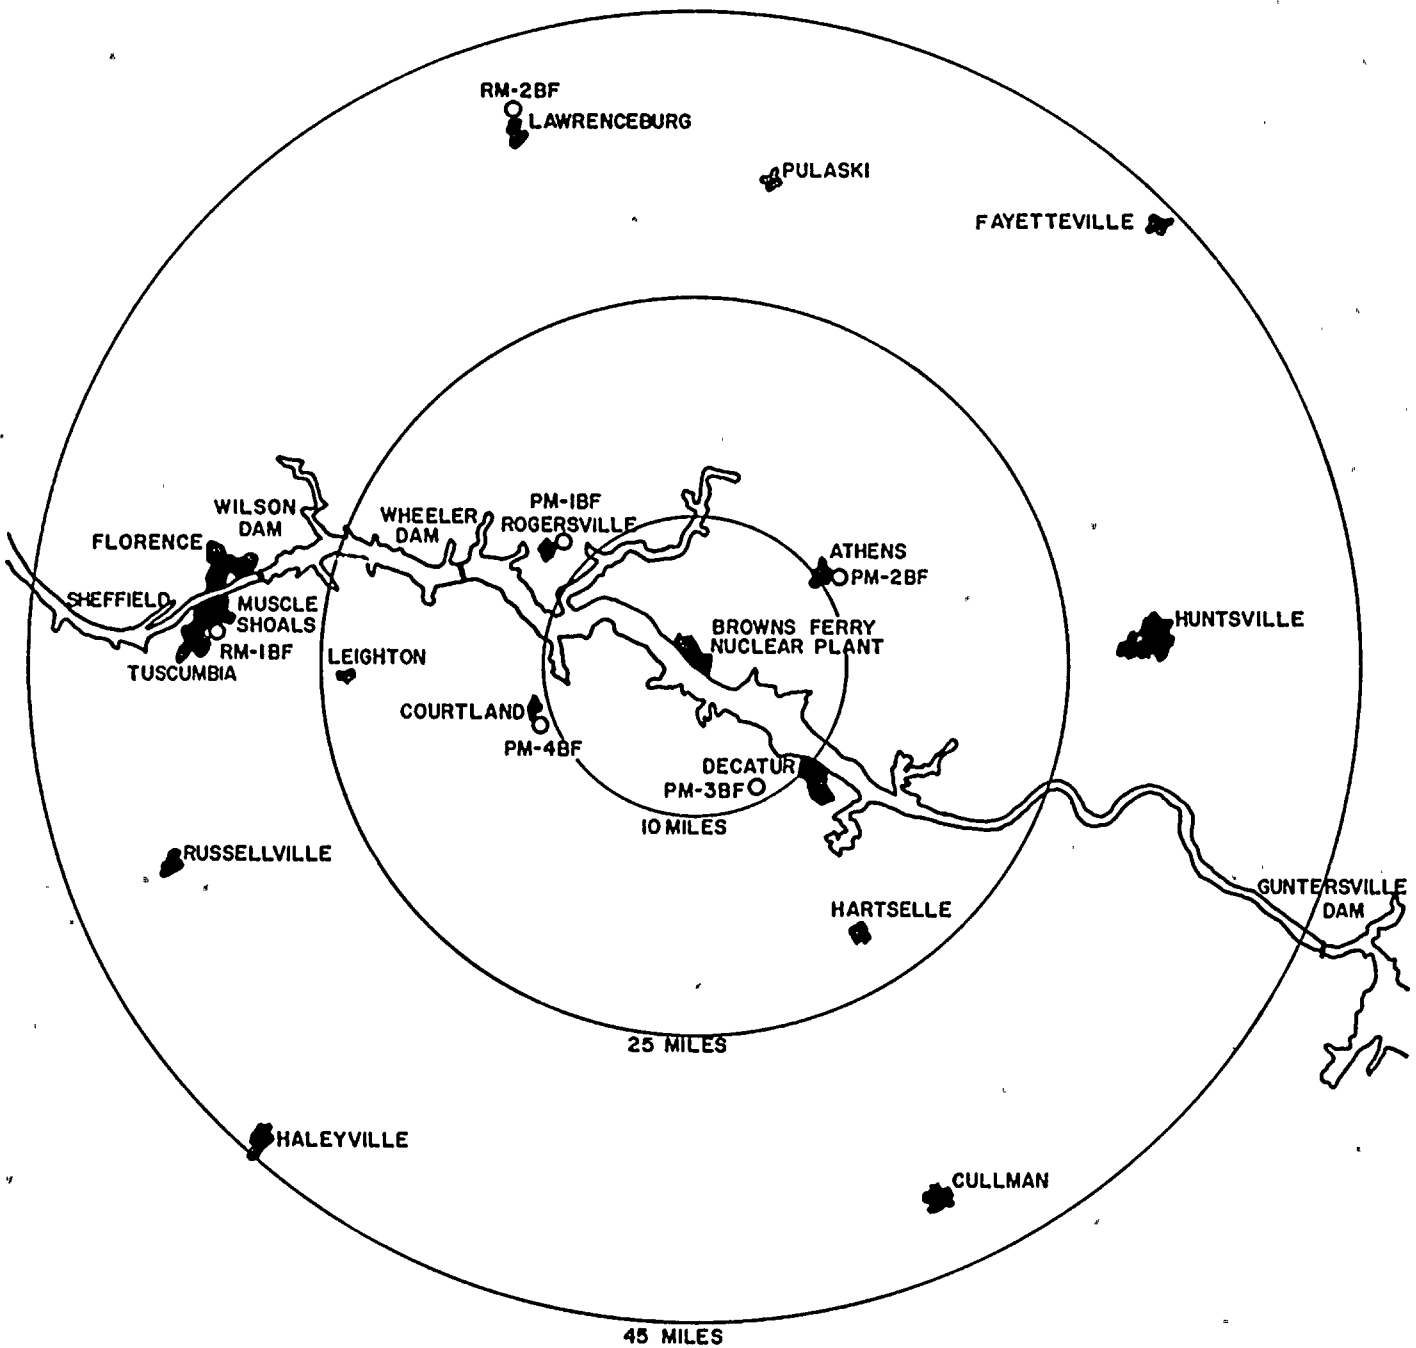 RM-2BF
LAWRENCEBURG
PULASKI
FAYETTEVILLE
WILSON
DAM
WHEELER
DAM
PM-1BF
ROGERSVILLE
FLORENCE
ATHENS
PM-2BF
SHEFFIELD
MUSCLE
SHOALS
RM-1BF
TUSCUMBIA
LEIGHTON
BROWNS FERRY
NUCLEAR PLANT
HUNTSVILLE
COURTLAND
PM-4BF
DECATUR
PM-3BF
10 MILES
RUSSELLVILLE
HARTSELLE
GUNTERSVILLE
DAM
25 MILES
HALEYVILLE
CULLMAN
45 MILES